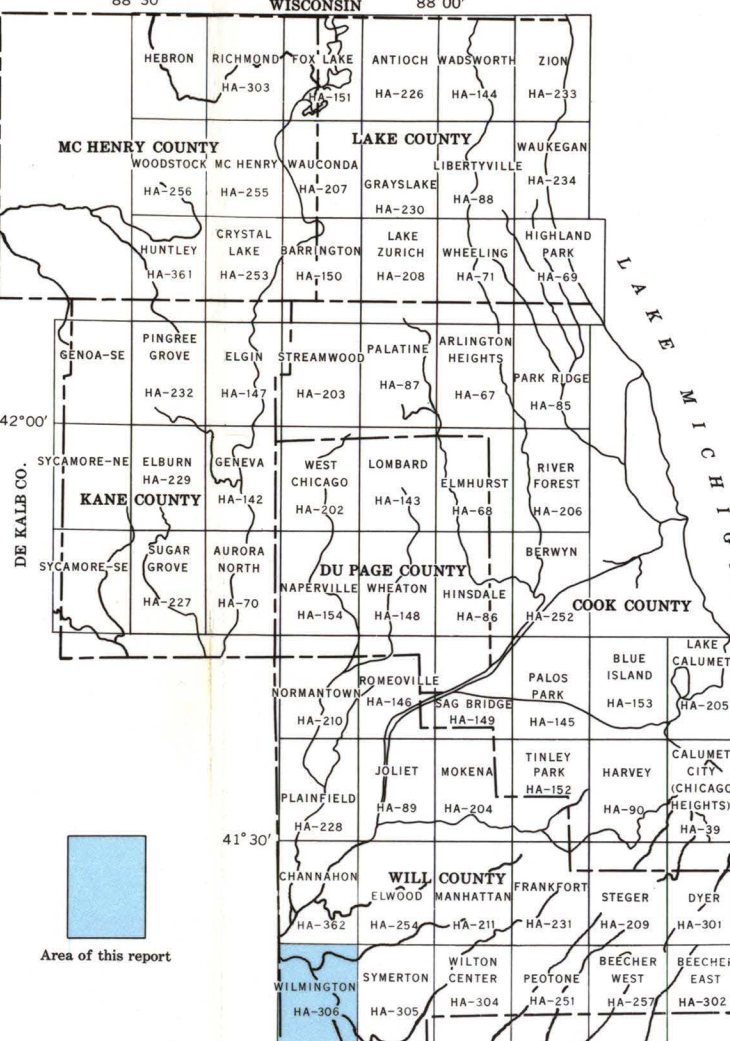 88°30'
WISCONSIN
88°00'
HEBRON
RICHMOND
FOX LAKE
ANTIOCH
WADSWORTH
ZION
HA-303
HA-151
HA-226
HA-144
HA-233
MC HENRY COUNTY
LAKE COUNTY
WOODSTOCK
MC HENRY
WAUCONDA
GRAYSLAKE
LIBERTYVILLE
WAUKEGAN
HA-256
HA-255
HA-207
HA-230
HA-88
HA-234
HUNTLEY
CRYSTAL
LAKE
BARRINGTON
LAKE
ZURICH
WHEELING
HIGHLAND
PARK
HA-361
HA-253
HA-150
HA-208
HA-71
HA-69
LAKE MICHIG
GENOA-SE
PINGREE
GROVE
ELGIN
STREAMWOOD
PALATINE
ARLINGTON
HEIGHTS
PARK RIDGE
HA-232
HA-147
HA-203
HA-87
HA-67
HA-85
42°00'
SYCAMORE-NE
ELBURN
HA-229
GENEVA
HA-142
WEST
CHICAGO
HA-202
LOMBARD
HA-143
ELMHURST
HA-68
RIVER
FOREST
HA-206
KANE COUNTY
DE KALB CO.
SYCAMORE-SE
SUGAR
GROVE
HA-227
AURORA
NORTH
HA-70
DU PAGE COUNTY
NAPERVILLE
HA-154
WHEATON
HA-148
HINSDALE
HA-86
BERWYN
HA-252
COOK COUNTY
NORMANTOWN
HA-210
ROMEOVILLE
HA-146
SAG BRIDGE
HA-149
PALOS
PARK
HA-145
BLUE
ISLAND
HA-153
LAKE
CALUMET
HA-205
PLAINFIELD
HA-228
JOLIET
HA-89
MOKENA
HA-204
TINLEY
PARK
HA-152
HARVEY
HA-90
CALUMET
CITY
(CHICAGO
HEIGHTS)
HA-39
41°30'
WILL COUNTY
CHANNAHON
HA-362
ELWOOD
HA-254
MANHATTAN
HA-211
FRANKFORT
HA-231
STEGER
HA-209
DYER
HA-301
Area of this report
WILMINGTON
HA-306
SYMERTON
HA-305
WILTON
CENTER
HA-304
PEOTONE
HA-251
BEECHER
WEST
HA-257
BEECHER
EAST
HA-302